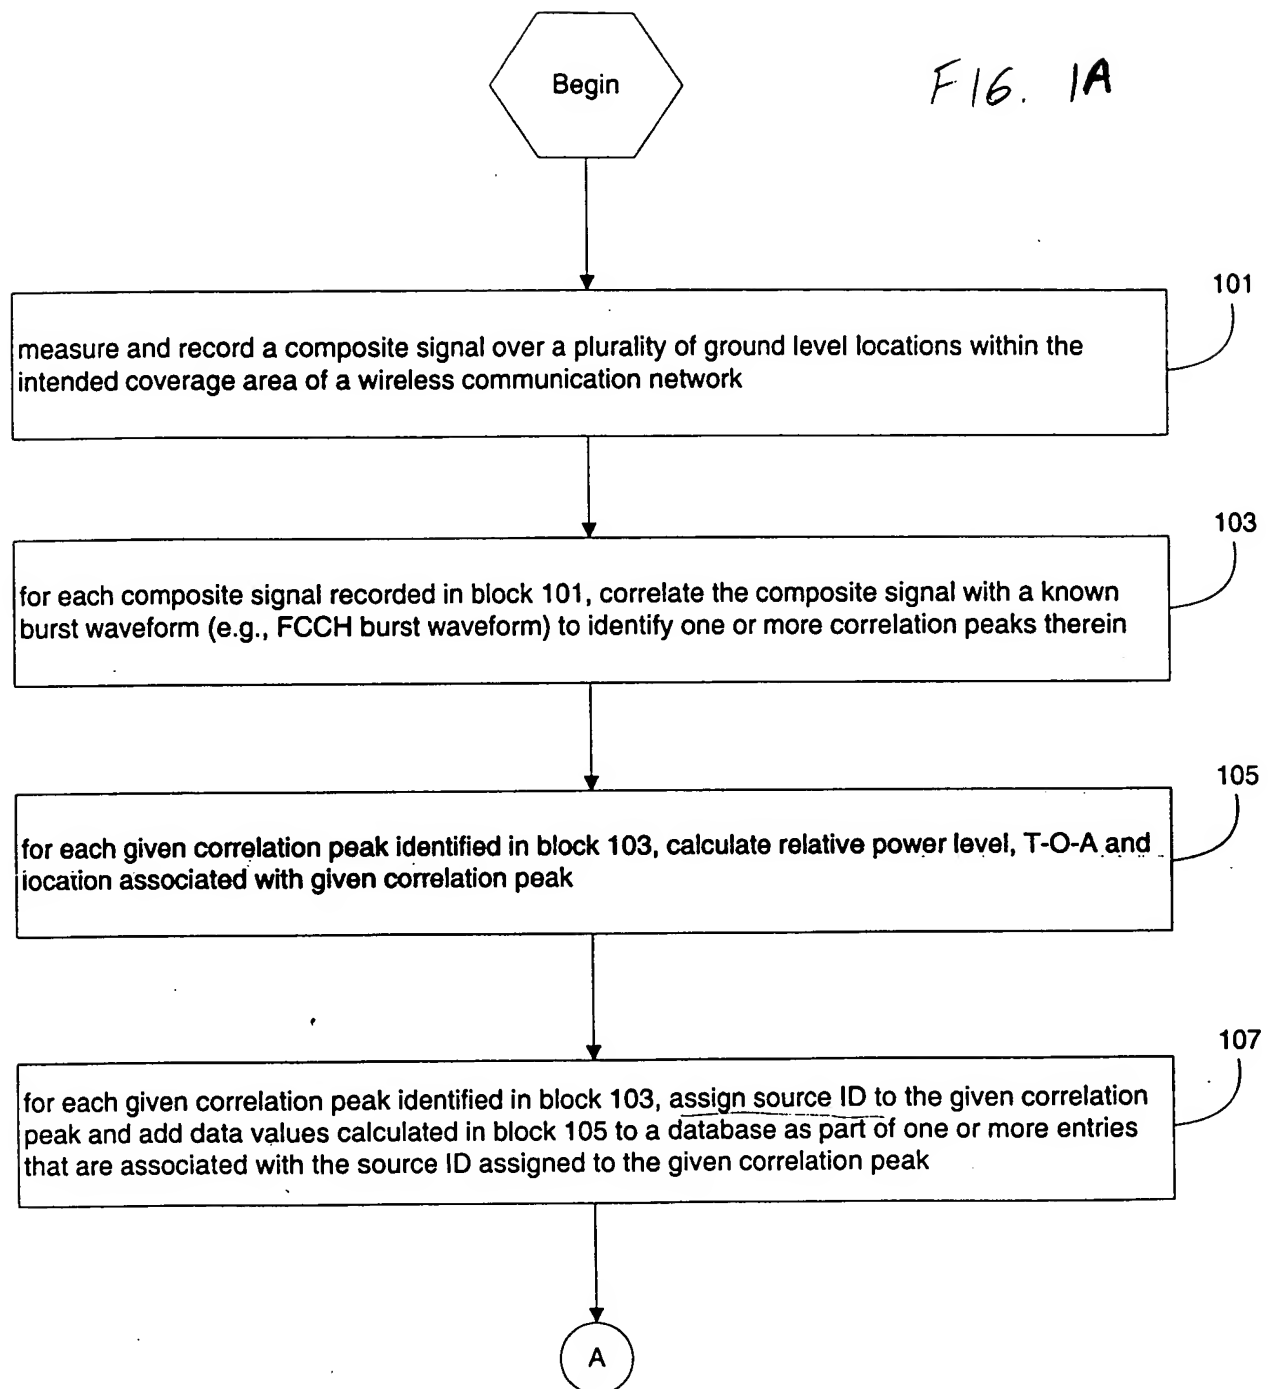 Begin
FIG. 1A
101
measure and record a composite signal over a plurality of ground level locations within the
intended coverage area of a wireless communication network
103
for each composite signal recorded in block 101, correlate the composite signal with a known
burst waveform (e.g., FCCH burst waveform) to identify one or more correlation peaks therein
105
for each given correlation peak identified in block 103, calculate relative power level, T-O-A and
location associated with given correlation peak
107
for each given correlation peak identified in block 103, assign source ID to the given correlation
peak and add data values calculated in block 105 to a database as part of one or more entries
that are associated with the source ID assigned to the given correlation peak
A